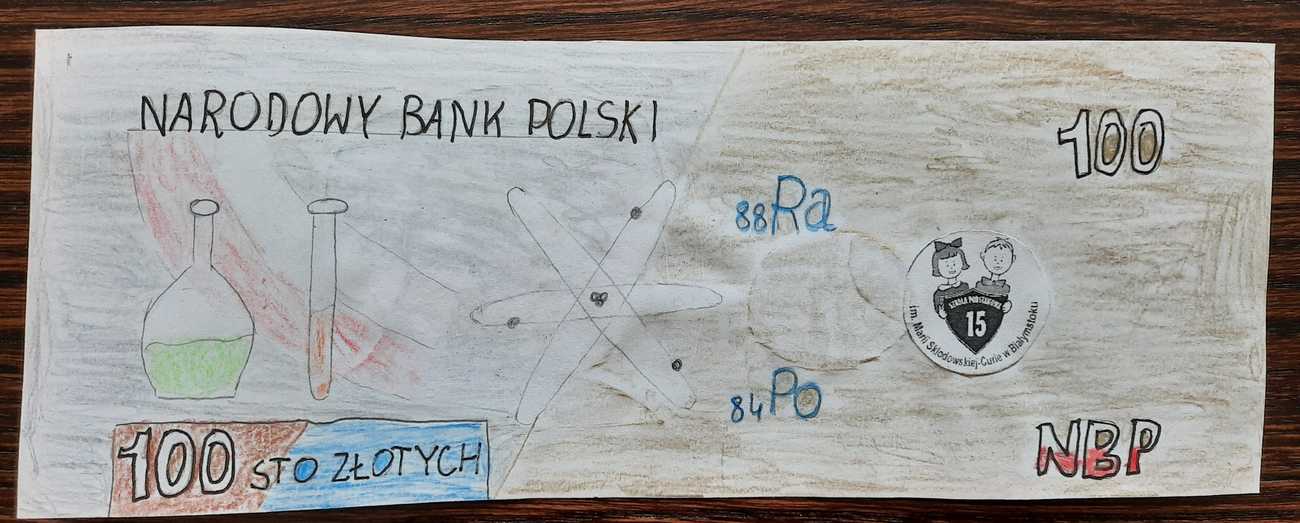 NARODOWY BANK POLSKI
100
88Ra
SZKOŁA PODSTAWOWA
15
im. Marii Skłodowskiej-Curie w Białymstoku
84Po
100 STO ZŁOTYCH
NBP